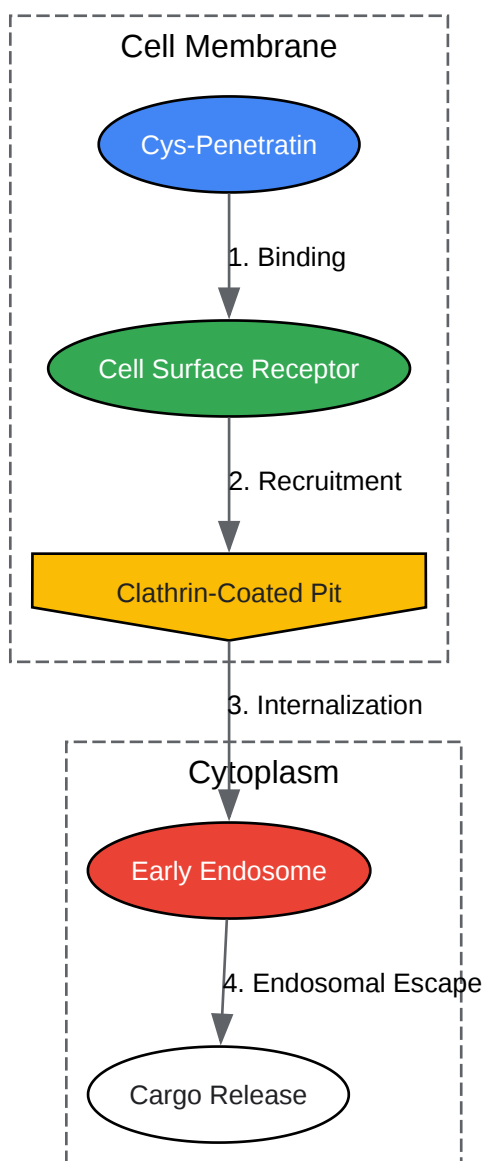 Cell Membrane
Cys-Penetratin
1. Binding
Cell Surface Receptor
2. Recruitment
Clathrin-Coated Pit
3. Internalization
Cytoplasm
Early Endosome
4. Endosomal Escape
Cargo Release